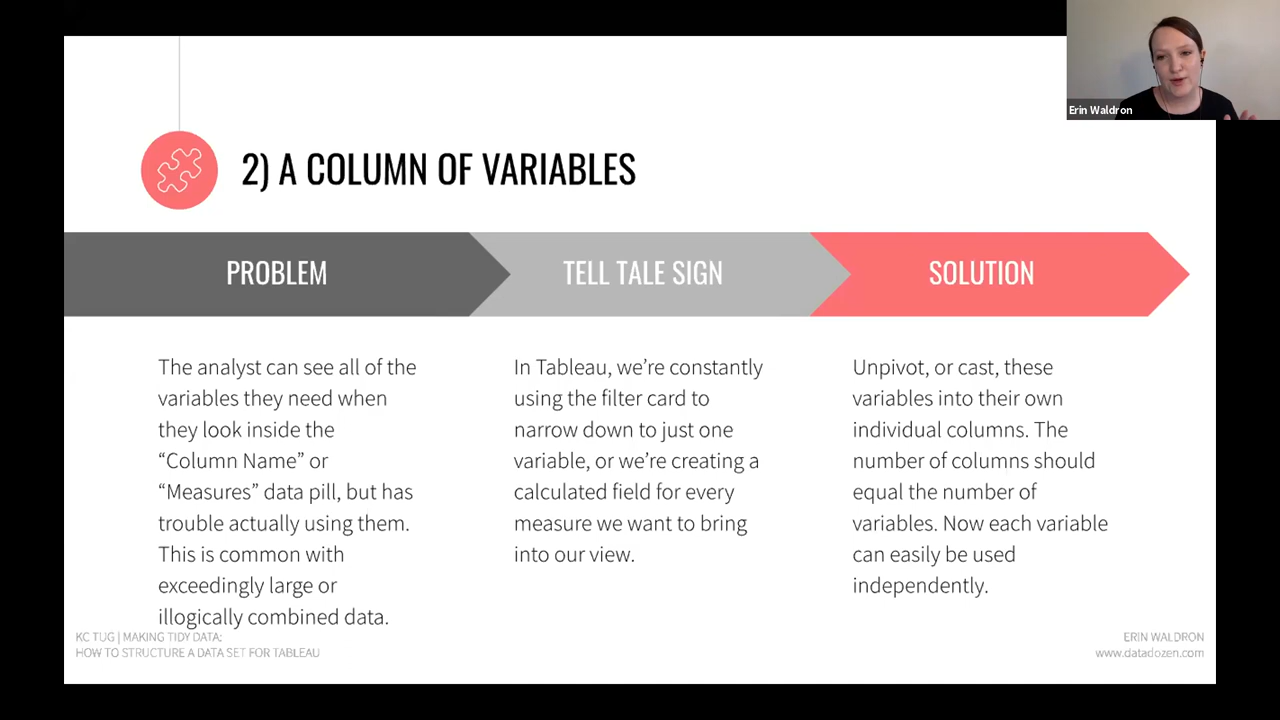 Erin Waldron
2) A COLUMN OF VARIABLES
PROBLEM
TELL TALE SIGN
SOLUTION
The analyst can see all of the
variables they need when
they look inside the
“Column Name” or
“Measures” data pill, but has
trouble actually using them.
This is common with
exceedingly large or
illogically combined data.
In Tableau, we’re constantly
using the filter card to
narrow down to just one
variable, or we’re creating a
calculated field for every
measure we want to bring
into our view.
Unpivot, or cast, these
variables into their own
individual columns. The
number of columns should
equal the number of
variables. Now each variable
can easily be used
independently.
KC TUG | MAKING TIDY DATA:
HOW TO STRUCTURE A DATA SET FOR TABLEAU
ERIN WALDRON
www.datadozen.com